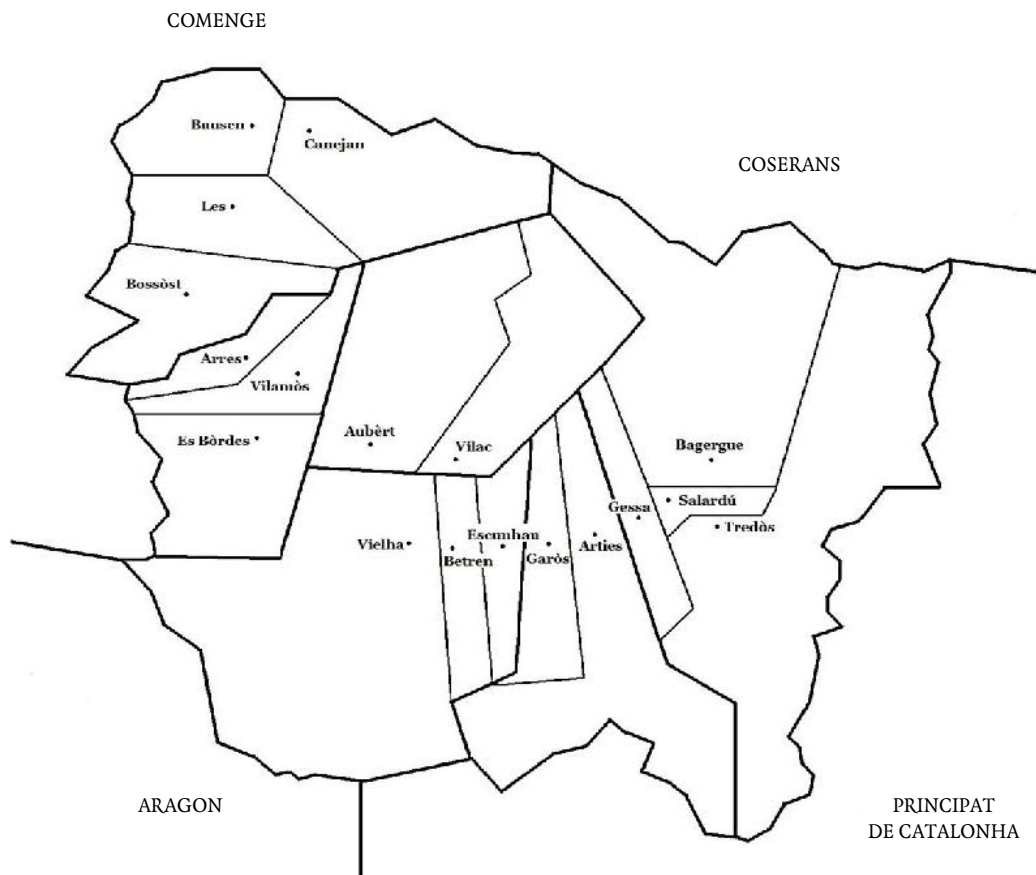 COMENGE
Bausen
Canejan
COSERANS
Les
Bossòst
Arres
Vilamòs
Es Bòrdes
Aubèrt
Vilac
Bagergue
Salardú
Gessa
Tredòs
Vielha
Escunhau
Betren
Garòs
Arties
ARAGON
PRINCIPAT
DE CATALONHA